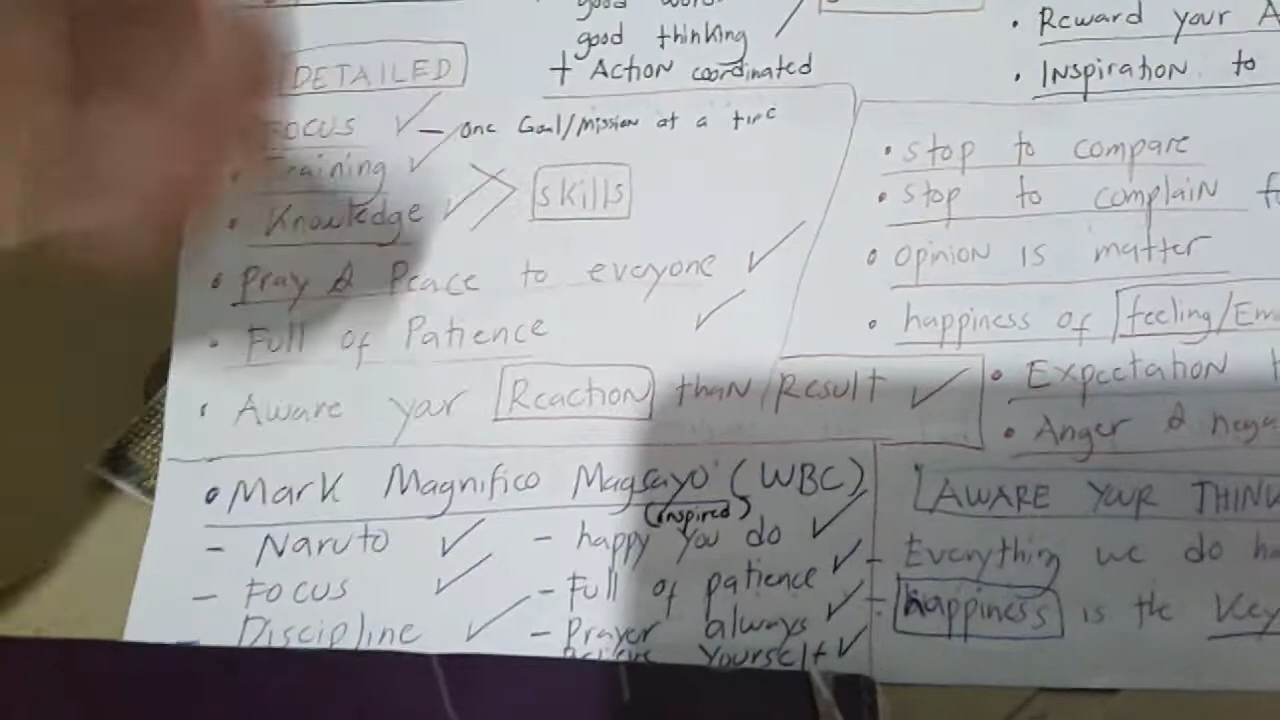 good thinking
+ Action coordinated
DETAILED
FOCUS ✓ — one Goal/mission at a time
Training ✓
• Knowledge ✓
Skills
• Pray & Peace to everyone ✓
• Full of Patience ✓
• Aware your Reaction than Result ✓
• Mark Magnifico Magsayo (WBC)
(inspired)
- Naruto ✓
- Focus ✓
- Discipline ✓
- happy you do ✓
- Full of patience ✓
- Prayer always ✓
yourself ✓
• Reward your
• Inspiration to
• Stop to compare
• Stop to complain
• Opinion is matter
• happiness of feeling/Em
• Expectation
• Anger & nega
AWARE YOUR THIN
- Everything we do ha
- happiness is the Key